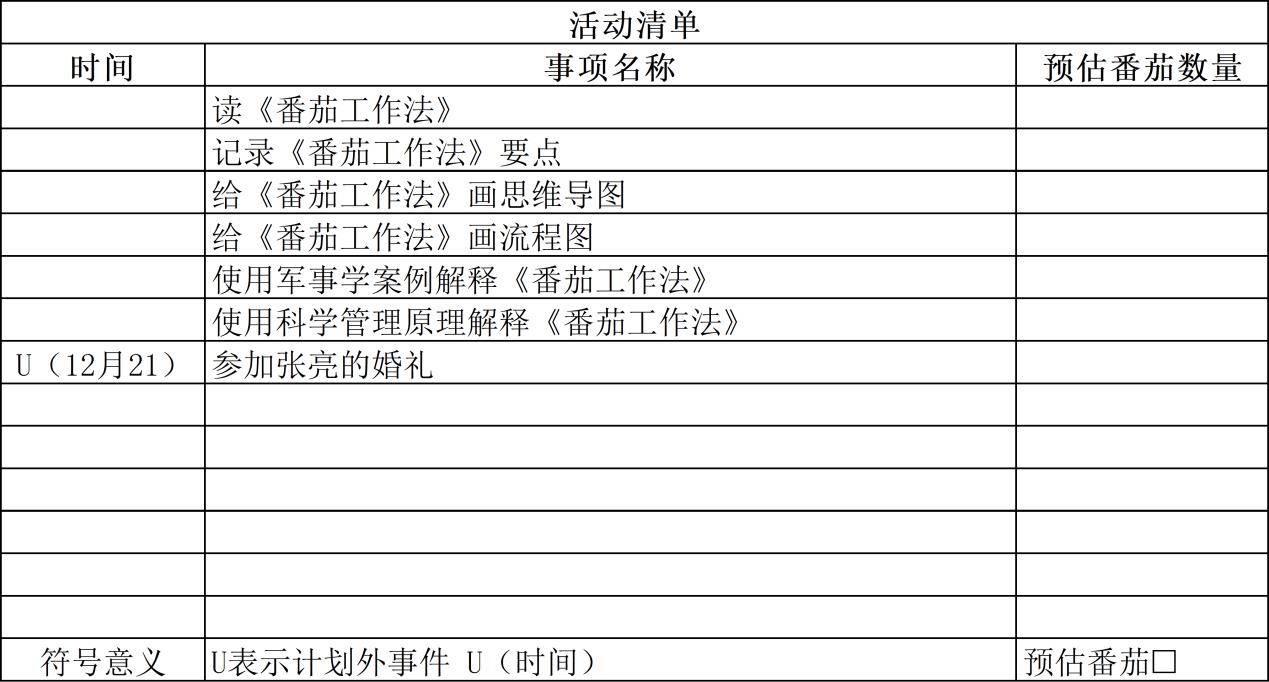 活动清单
时间 事项名称 预估番茄数量
读《番茄工作法》
记录《番茄工作法》要点
给《番茄工作法》画思维导图
给《番茄工作法》画流程图
使用军事学案例解释《番茄工作法》
使用科学管理原理解释《番茄工作法》
U（12月21） 参加张亮的婚礼
符号意义 U表示计划外事件 U（时间） 预估番茄□